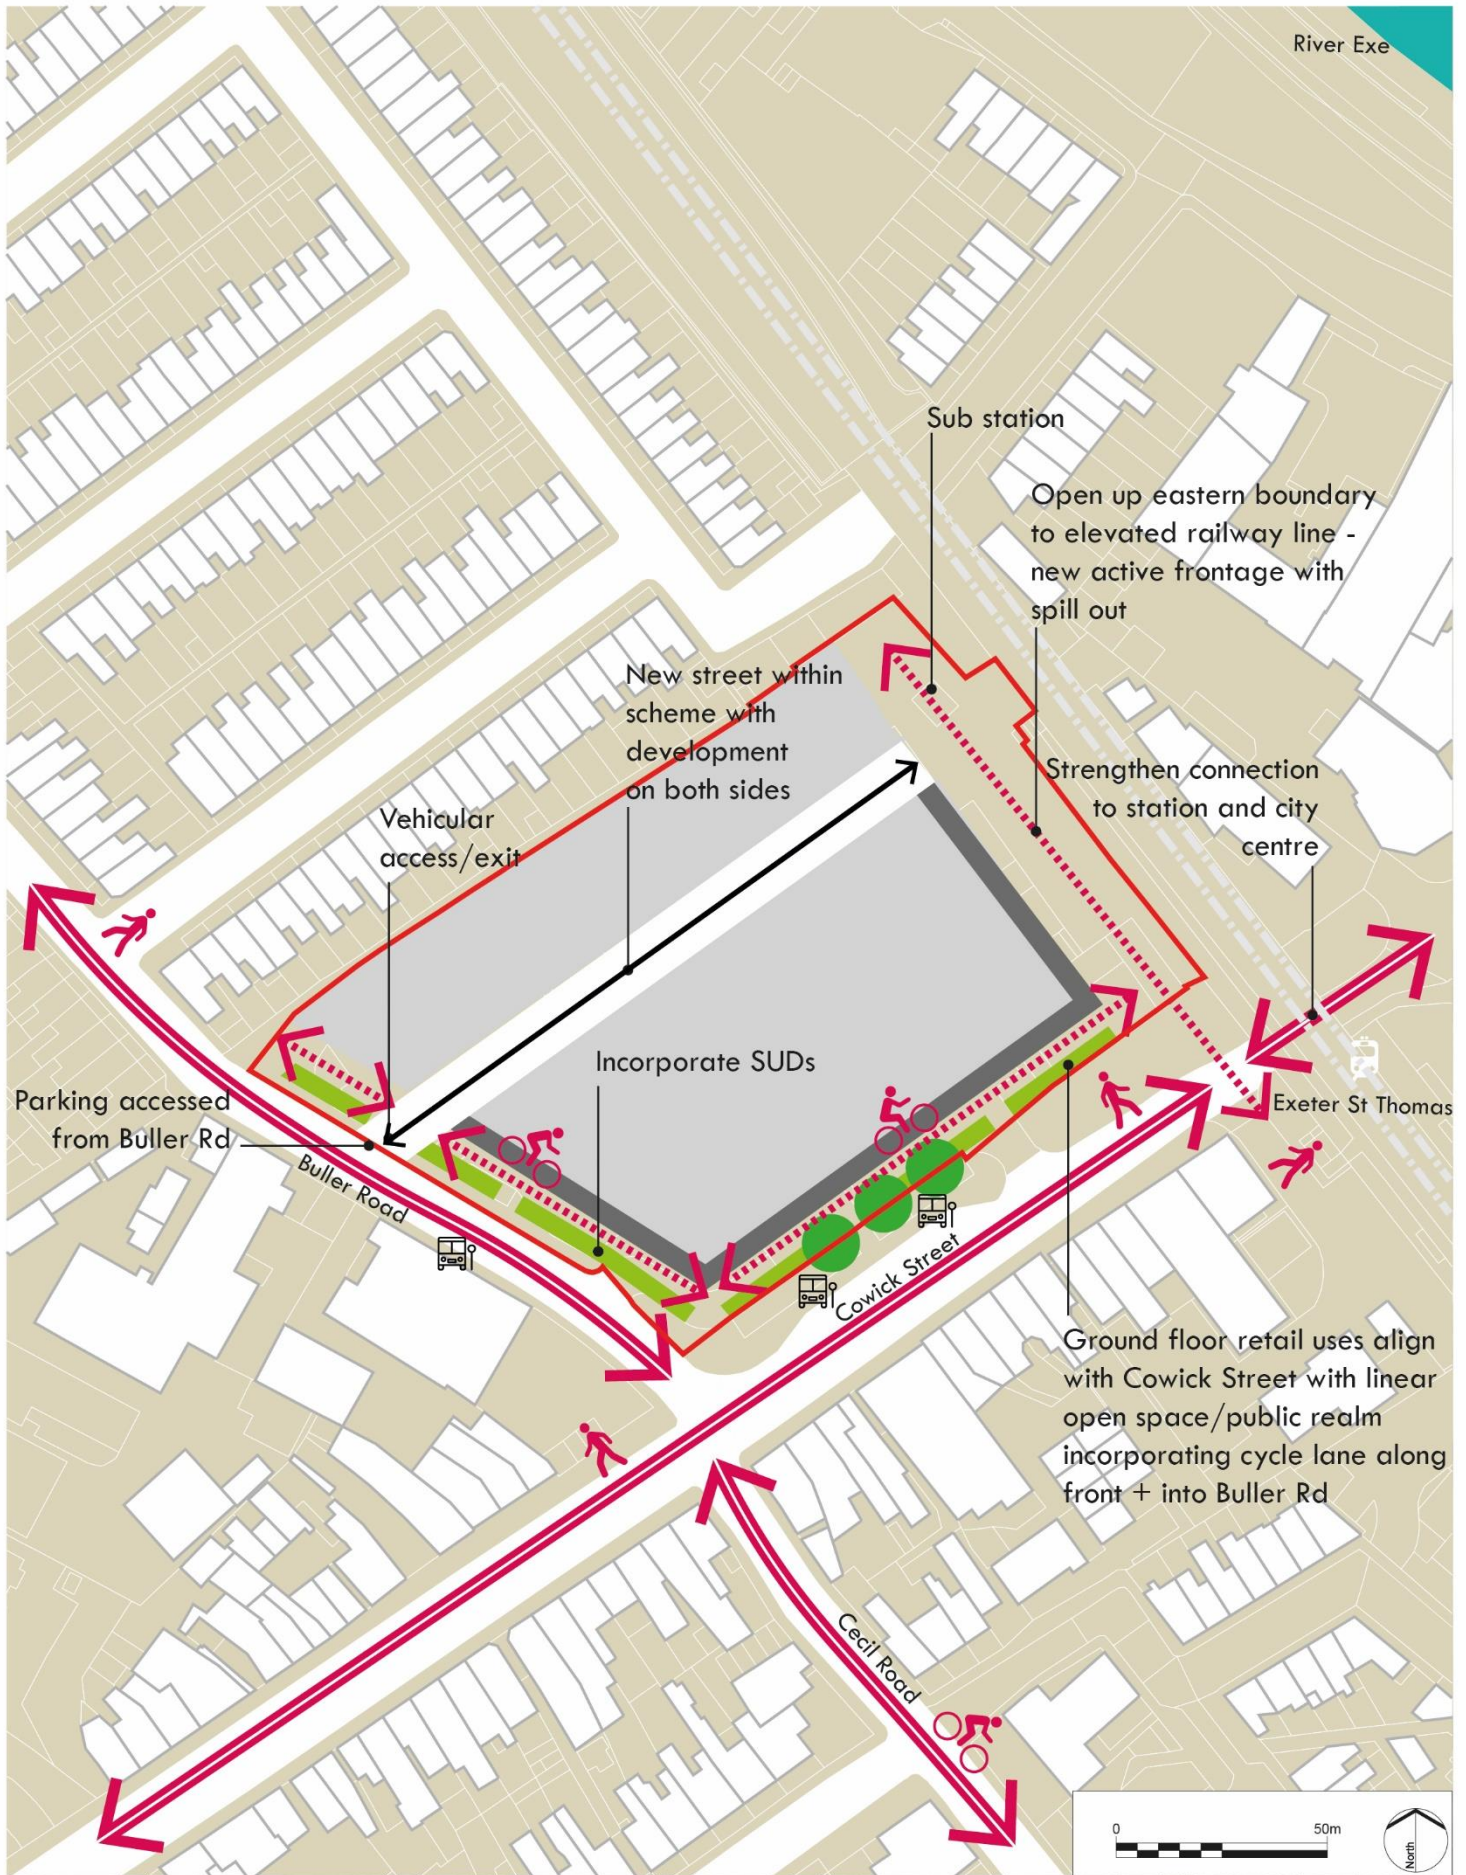 River Exe
Sub station
Open up eastern boundary
to elevated railway line -
new active frontage with
spill out
New street within
scheme with
development
on both sides
Strengthen connection
to station and city
centre
Vehicular
access/exit
Incorporate SUDs
Parking accessed
from Buller Rd
Buller Road
Exeter St Thomas
Cowick Street
Ground floor retail uses align
with Cowick Street with linear
open space/public realm
incorporating cycle lane along
front + into Buller Rd
Cecil Road
0
50m
North